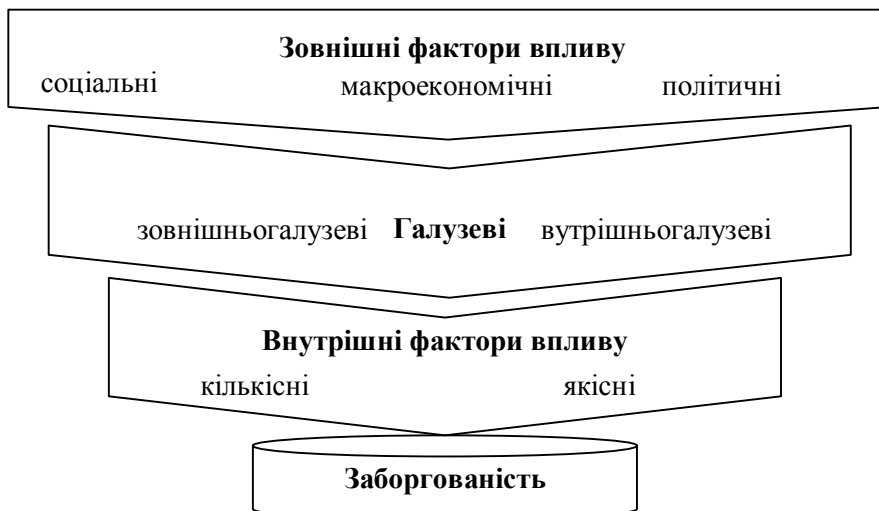 Зовнішні фактори впливу
соціальні макроекономічні політичні
зовнішньогалузеві Галузеві вутрішньогалузеві
Внутрішні фактори впливу
кількісні якісні
Заборгованість